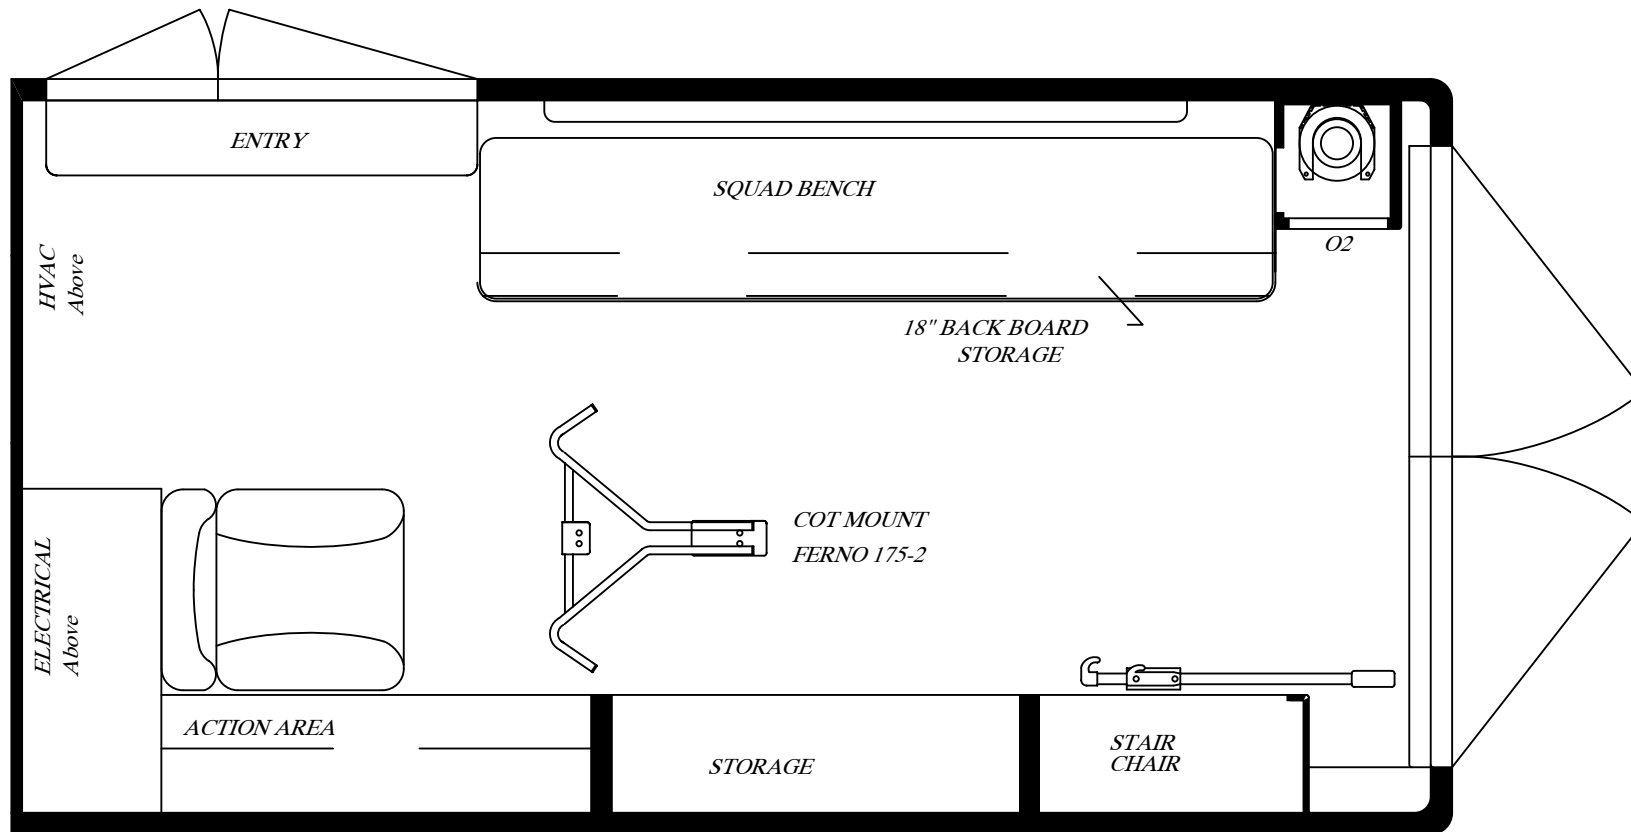 ENTRY
SQUAD BENCH
O2
HVAC
Above
18" BACK BOARD
STORAGE
COT MOUNT
FERNO 175-2
ELECTRICAL
Above
ACTION AREA
STORAGE
STAIR
CHAIR